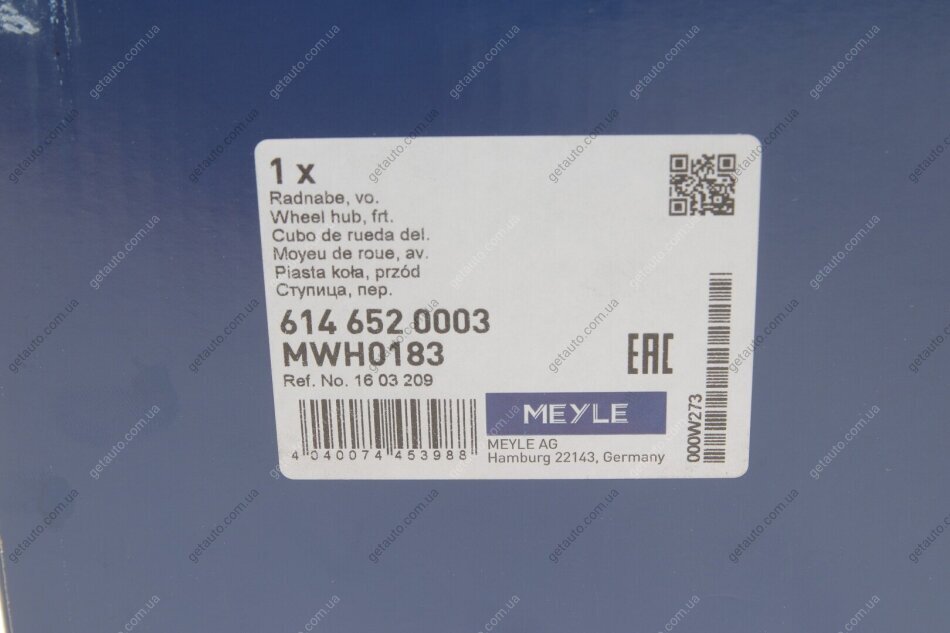 1 x
Radnabe, vo.
Wheel hub, frt.
Cubo de rueda del.
Moyeu de roue, av.
Piasta koła, przód
Ступица, пер.
614 652 0003
MWH0183
Ref. No. 16 03 209
EAC
4 040074 453988
MEYLE
MEYLE AG
Hamburg 22143, Germany
000W273
getauto.com.ua